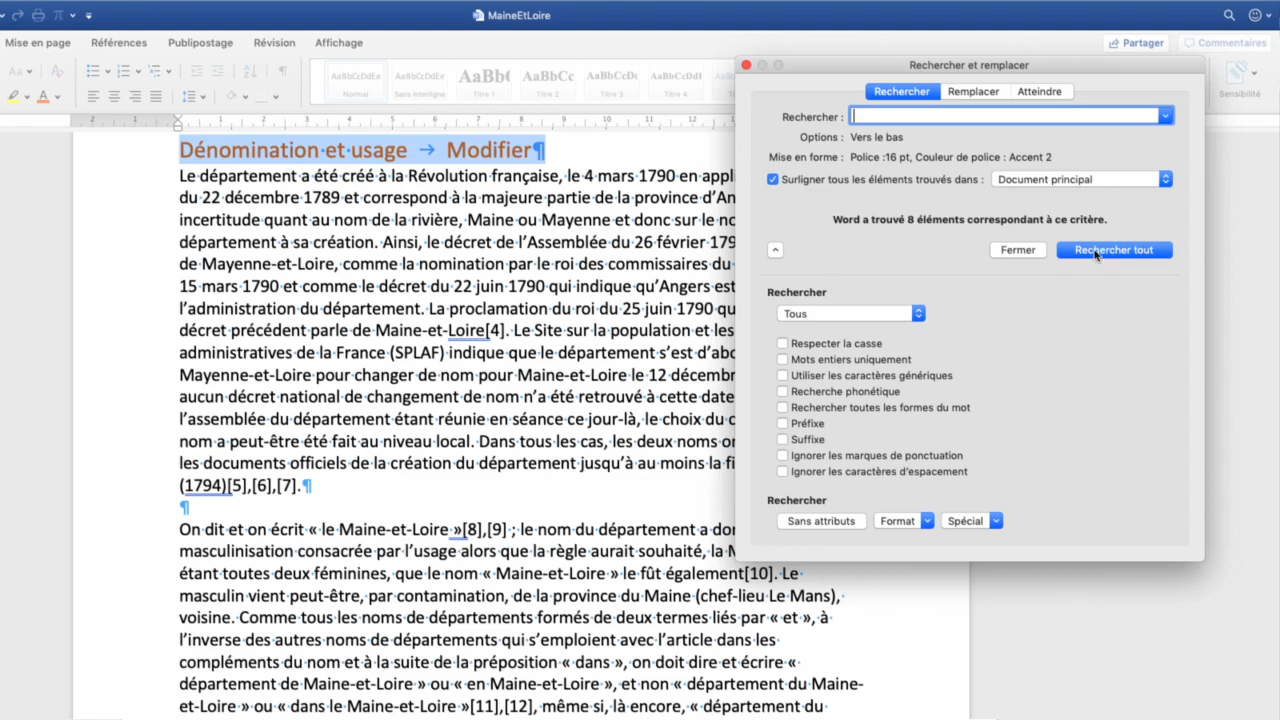 MaineEtLoire
Mise en page Références Publipostage Révision Affichage Partager Commentaires
AaBbCcDdEe AaBbCcDdEe AaBbC AaBbCc AaBbCcDc AaBbCcDdI
Normal Sans interligne Titre 1 Titre 2 Titre 3 Titre 4
Sensibilité
2 1 1 2 3 4 5 6 7 8 9 10 11 12
Dénomination·et·usage → Modifier¶
Le·département·a·été·créé·à·la·Révolution·française,·le·4·mars·1790·en·appli
du·22·décembre·1789·et·correspond·à·la·majeure·partie·de·la·province·d'An
incertitude·quant·au·nom·de·la·rivière,·Maine·ou·Mayenne·et·donc·sur·le·no
département·à·sa·création.·Ainsi,·le·décret·de·l'Assemblée·du·26·février·179
de·Mayenne-et-Loire,·comme·la·nomination·par·le·roi·des·commissaires·du
15·mars·1790·et·comme·le·décret·du·22·juin·1790·qui·indique·qu'Angers·est
l'administration·du·département.·La·proclamation·du·roi·du·25·juin·1790·qu
décret·précédent·parle·de·Maine-et-Loire[4].·Le·Site·sur·la·population·et·les
administratives·de·la·France·(SPLAF)·indique·que·le·département·s'est·d'abo
Mayenne-et-Loire·pour·changer·de·nom·pour·Maine-et-Loire·le·12·décembr
aucun·décret·national·de·changement·de·nom·n'a·été·retrouvé·à·cette·date
l'assemblée·du·département·étant·réunie·en·séance·ce·jour-là,·le·choix·du·c
nom·a·peut-être·été·fait·au·niveau·local.·Dans·tous·les·cas,·les·deux·noms·or
les·documents·officiels·de·la·création·du·département·jusqu'à·au·moins·la·fi
(1794)[5],[6],[7].¶
¶
On·dit·et·on·écrit·«·le·Maine-et-Loire·»[8],[9]·;·le·nom·du·département·a·dor
masculinisation·consacrée·par·l'usage·alors·que·la·règle·aurait·souhaité,·la·M
étant·toutes·deux·féminines,·que·le·nom·«·Maine-et-Loire·»·le·fût·également[10].·Le·
masculin·vient·peut-être,·par·contamination,·de·la·province·du·Maine·(chef-lieu·Le·Mans),·
voisine.·Comme·tous·les·noms·de·départements·formés·de·deux·termes·liés·par·«·et·»,·à·
l'inverse·des·autres·noms·de·départements·qui·s'emploient·avec·l'article·dans·les·
compléments·du·nom·et·à·la·suite·de·la·préposition·«·dans·»,·on·doit·dire·et·écrire·«·
département·de·Maine-et-Loire·»·ou·«·en·Maine-et-Loire·»,·et·non·«·département·du·Maine-
et-Loire·»·ou·«·dans·le·Maine-et-Loire·»[11],[12],·même·si,·là·encore,·«·département·du·
Rechercher et remplacer
Rechercher Remplacer Atteindre
Rechercher :
Options : Vers le bas
Mise en forme : Police :16 pt, Couleur de police : Accent 2
Surligner tous les éléments trouvés dans : Document principal
Word a trouvé 8 éléments correspondant à ce critère.
Fermer Rechercher tout
Rechercher
Tous
Respecter la casse
Mots entiers uniquement
Utiliser les caractères génériques
Recherche phonétique
Rechercher toutes les formes du mot
Préfixe
Suffixe
Ignorer les marques de ponctuation
Ignorer les caractères d'espacement
Rechercher
Sans attributs Format Spécial